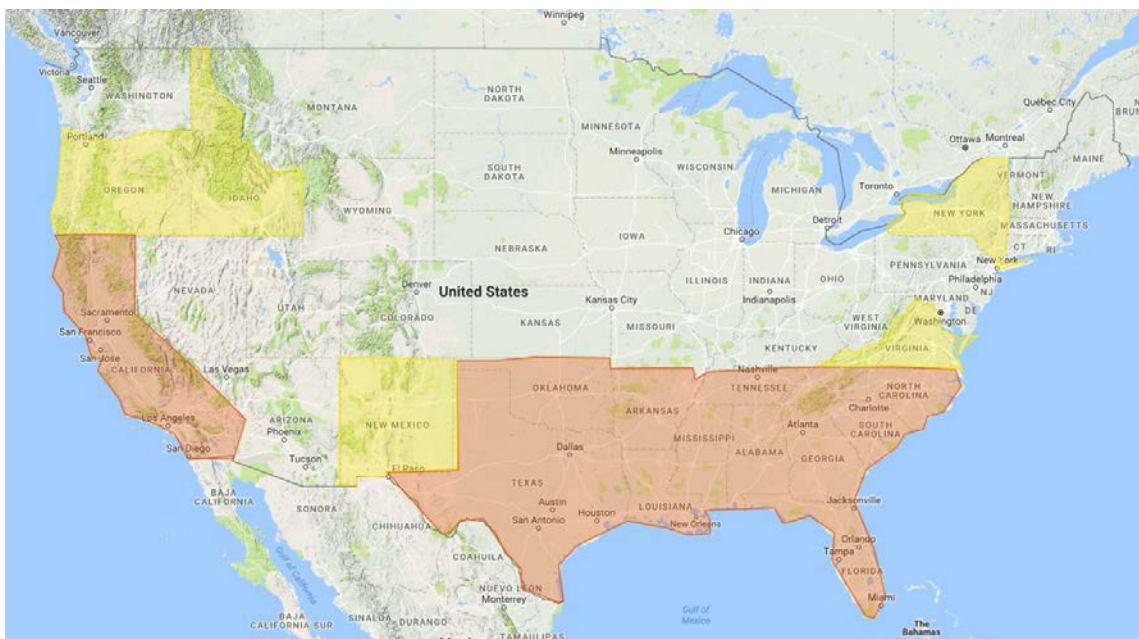 Winnipeg
Vancouver
Victoria
Seattle
WASHINGTON
MONTANA
NORTH
DAKOTA
MINNESOTA
Québec City
Ottawa
Montreal
MAINE
Portland
Minneapolis
WISCONSIN
VERMONT
SOUTH
DAKOTA
MICHIGAN
Toronto
NEW
HAMPSHIRE
OREGON
IDAHO
WYOMING
NEW YORK
MASSACHUSETTS
Detroit
Chicago
IOWA
CT
RI
NEBRASKA
PENNSYLVANIA
New York
ILLINOIS
INDIANA
OHIO
Philadelphia
NEVADA
UTAH
Denver
United States
Indianapolis
MARYLAND
NJ
DE
COLORADO
Kansas City
Sacramento
San Francisco
KANSAS
MISSOURI
WEST
VIRGINIA
Washington
San Jose
KENTUCKY
VIRGINIA
CALIFORNIA
Las Vegas
Nashville
OKLAHOMA
TENNESSEE
NORTH
CAROLINA
Los Angeles
ARIZONA
Phoenix
NEW MEXICO
ARKANSAS
Charlotte
San Diego
Tucson
El Paso
Dallas
MISSISSIPPI
ALABAMA
Atlanta
SOUTH
CAROLINA
GEORGIA
TEXAS
BAJA
CALIFORNIA
SONORA
CHIHUAHUA
Austin
San Antonio
Houston
LOUISIANA
New Orleans
Jacksonville
COAHUILA
Orlando
Tampa
FLORIDA
Gulf of California
NUEVO LEON
Monterrey
Miami
BAJA
CALIFORNIA SUR
SINALOA
DURANGO
TAMAULIPAS
Gulf of
Mexico
The
Bahamas